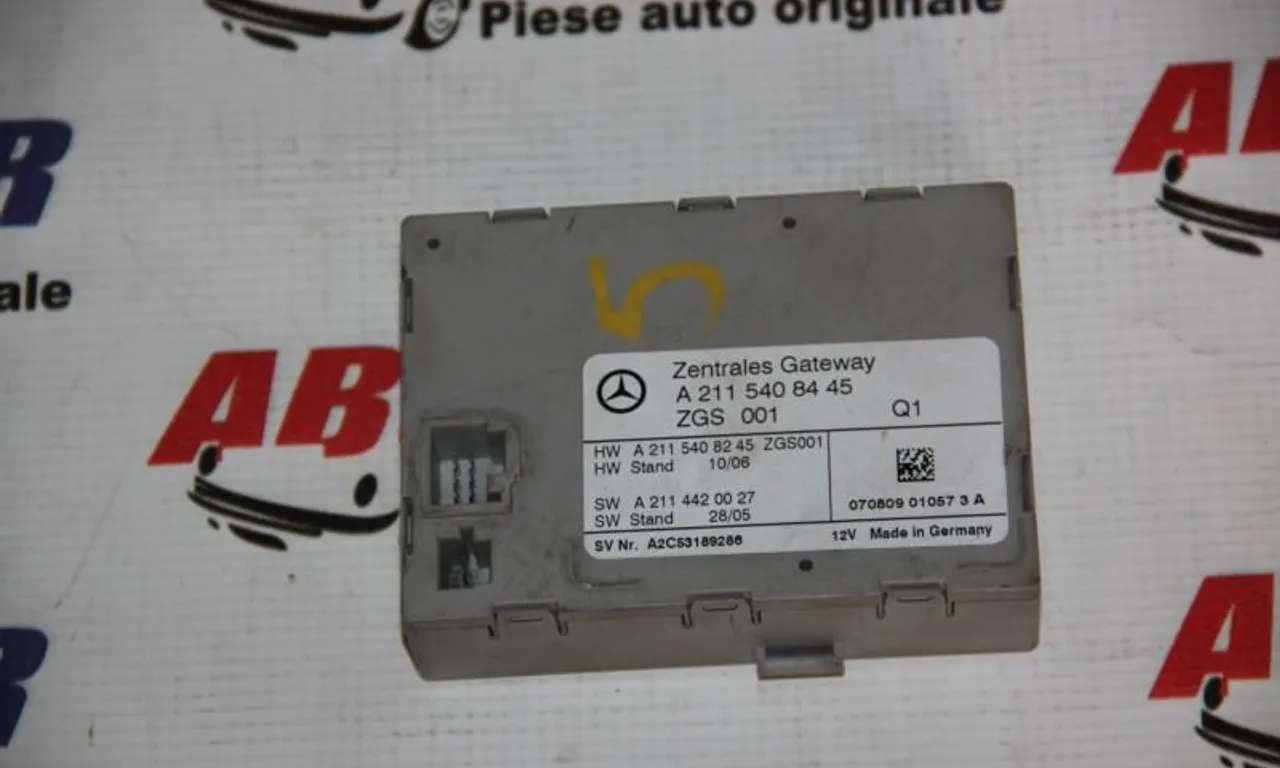 Piese auto originale
AB
R
ale
AB
Zentrales Gateway
A 211 540 84 45
ZGS 001 Q1
HW A 211 540 82 45 ZGS001
HW Stand 10/06
SW A 211 442 00 27
SW Stand 28/05
070809 01057 3 A
SV Nr. A2C53189286 12V Made in Germany
R
A